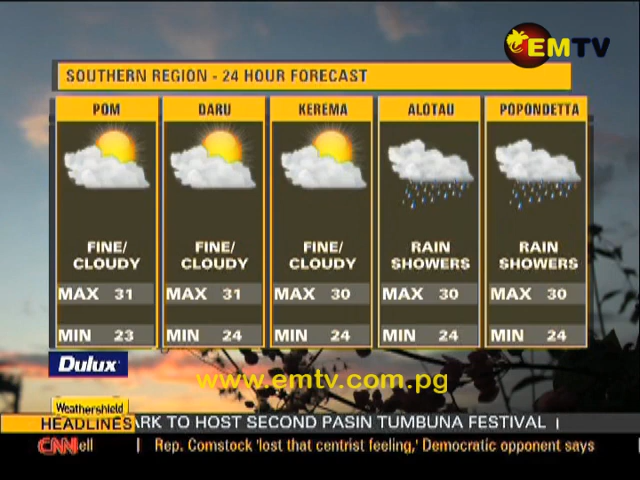 EMTV
SOUTHERN REGION - 24 HOUR FORECAST
POM DARU KEREMA ALOTAU POPONDETTA
FINE/ FINE/ FINE/ RAIN RAIN
CLOUDY CLOUDY CLOUDY SHOWERS SHOWERS
MAX 31 MAX 31 MAX 30 MAX 30 MAX 30
MIN 23 MIN 24 MIN 24 MIN 24 MIN 24
Dulux
www.emtv.com.pg
Weathershield
HEADLINES ARK TO HOST SECOND PASIN TUMBUNA FESTIVAL |
CNN ell | Rep. Comstock 'lost that centrist feeling,' Democratic opponent says